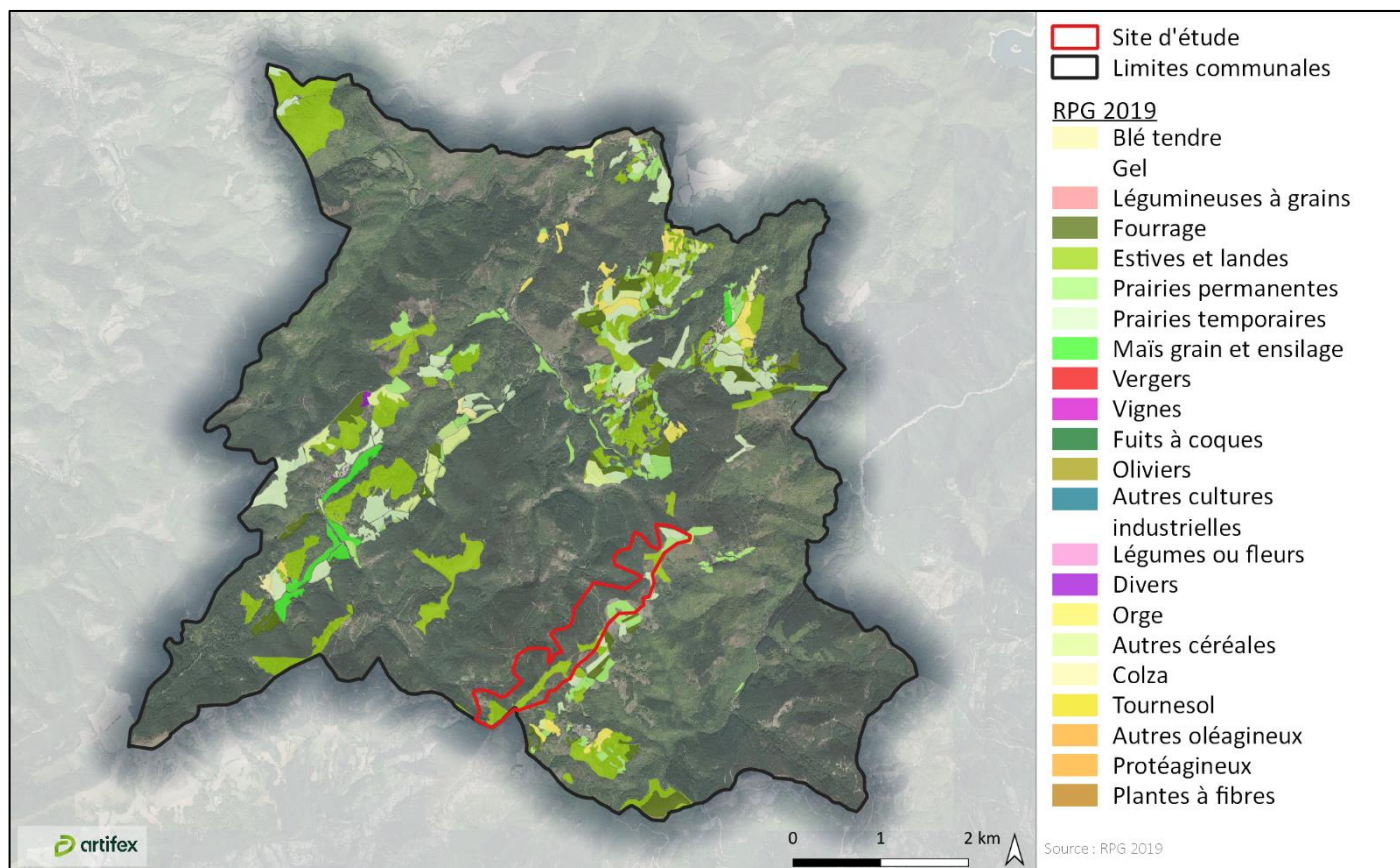 Site d'étude
Limites communales
RPG 2019
Blé tendre
Gel
Légumineuses à grains
Fourrage
Estives et landes
Prairies permanentes
Prairies temporaires
Maïs grain et ensilage
Vergers
Vignes
Fuits à coques
Oliviers
Autres cultures
industrielles
Légumes ou fleurs
Divers
Orge
Autres céréales
Colza
Tournesol
Autres oléagineux
Protéagineux
Plantes à fibres
Source : RPG 2019
artifex
0 1 2 km